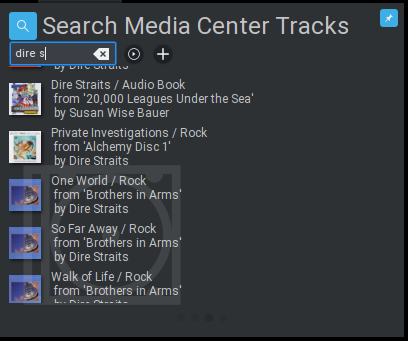 Search Media Center Tracks
dire s
by Dire Straits
Dire Straits / Audio Book
from '20,000 Leagues Under the Sea'
by Susan Wise Bauer
Private Investigations / Rock
from 'Alchemy Disc 1'
by Dire Straits
One World / Rock
from 'Brothers in Arms'
by Dire Straits
So Far Away / Rock
from 'Brothers in Arms'
by Dire Straits
Walk of Life / Rock
from 'Brothers in Arms'
by Dire Straits